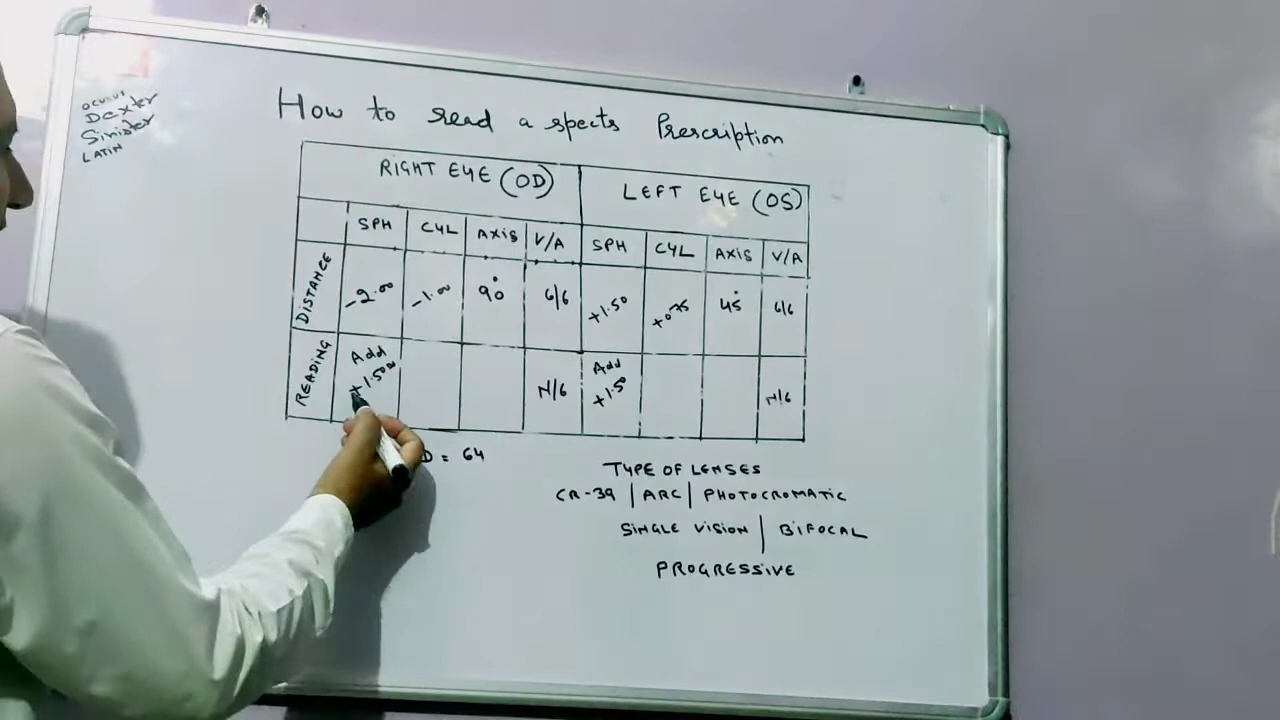 OCULUS
Dexter
Sinister
LATIN
How to read a spects Prescription
RIGHT EYE (OD) LEFT EYE (OS)
SPH CYL AXIS V/A SPH CYL AXIS V/A
DISTANCE -2.00 -1.00 90° 6/6 +1.50 +0.75 45° 6/6
READING Add +1.50 N/6 Add +1.50 N/6
D = 64
TYPE OF LENSES
CR-39 | ARC | PHOTOCROMATIC
SINGLE VISION | BIFOCAL
PROGRESSIVE